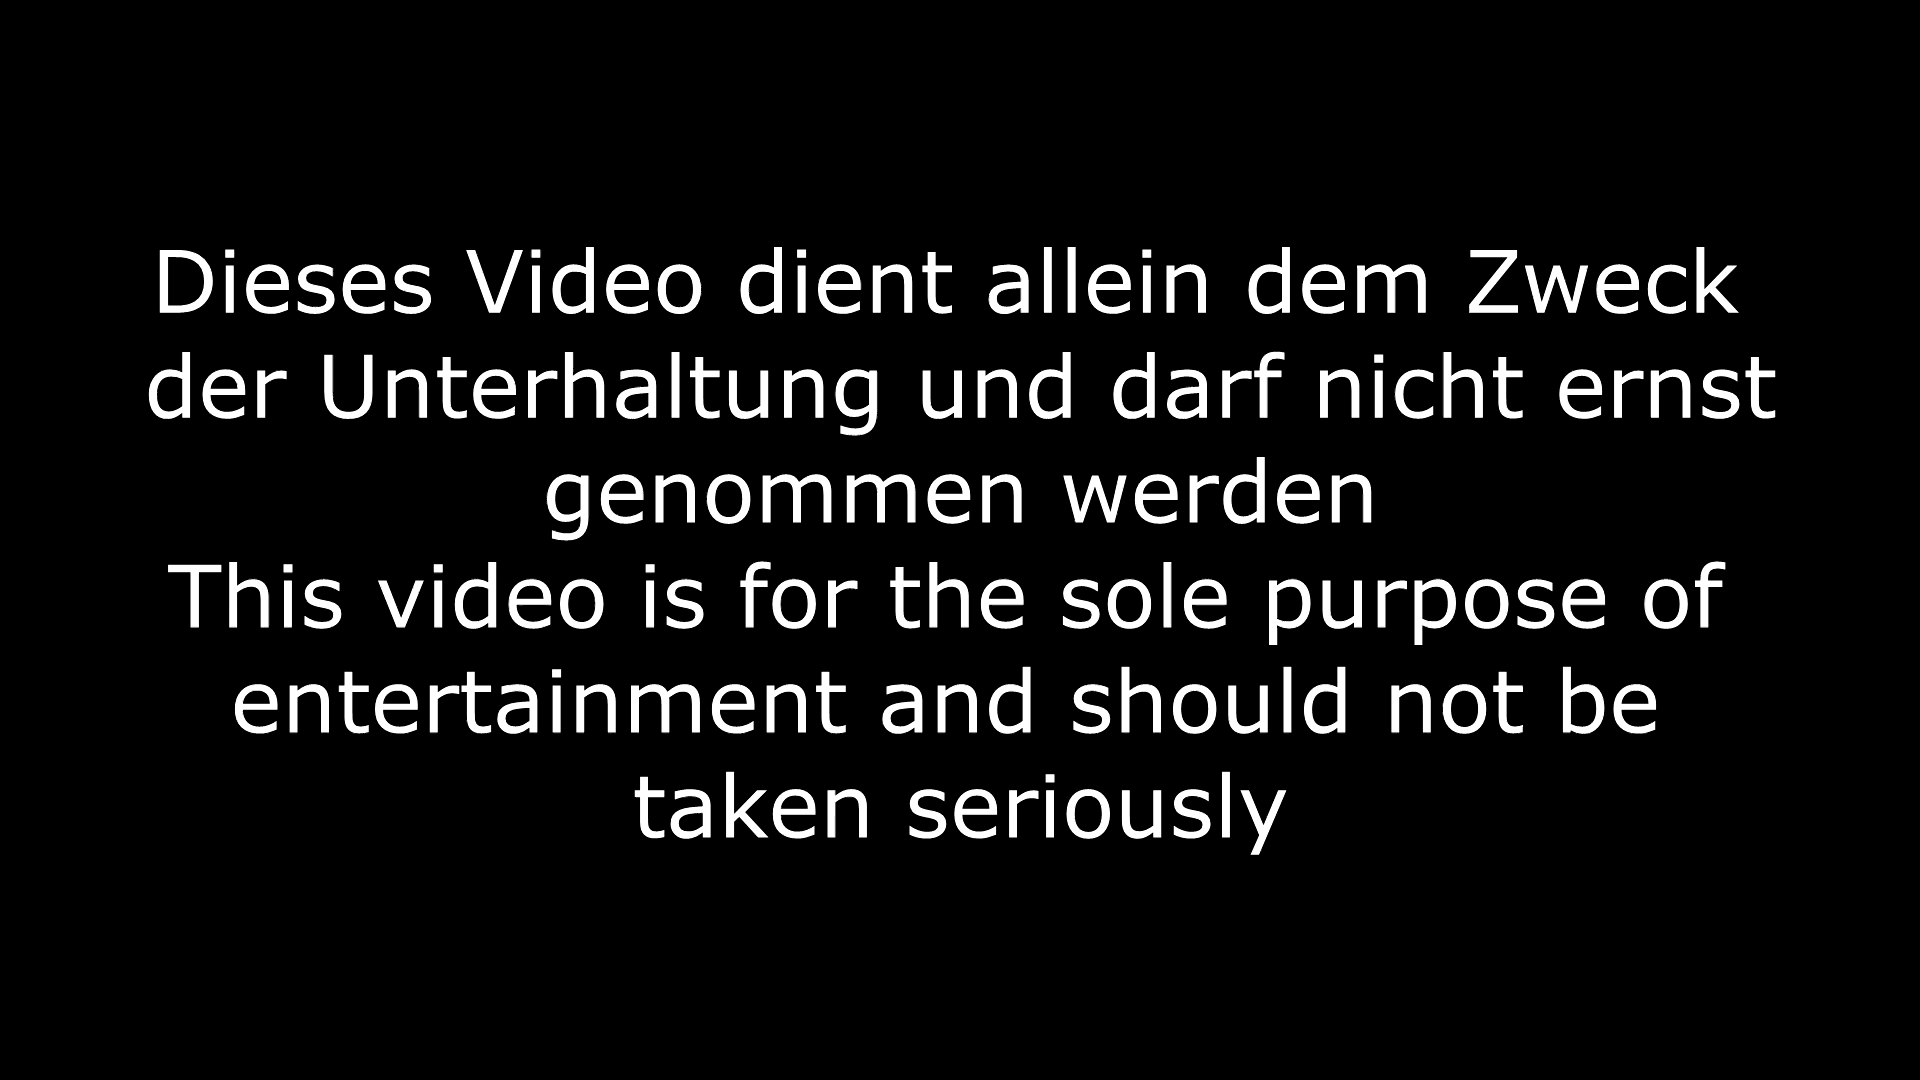 Dieses Video dient allein dem Zweck
der Unterhaltung und darf nicht ernst
genommen werden
This video is for the sole purpose of
entertainment and should not be
taken seriously